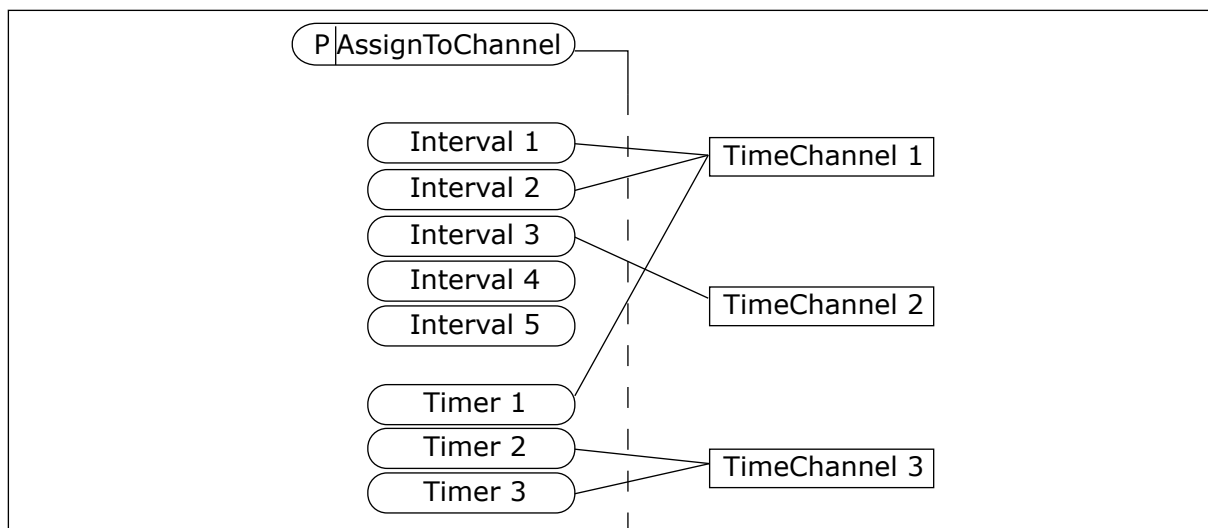 P AssignToChannel
Interval 1
Interval 2
Interval 3
Interval 4
Interval 5
Timer 1
Timer 2
Timer 3
TimeChannel 1
TimeChannel 2
TimeChannel 3